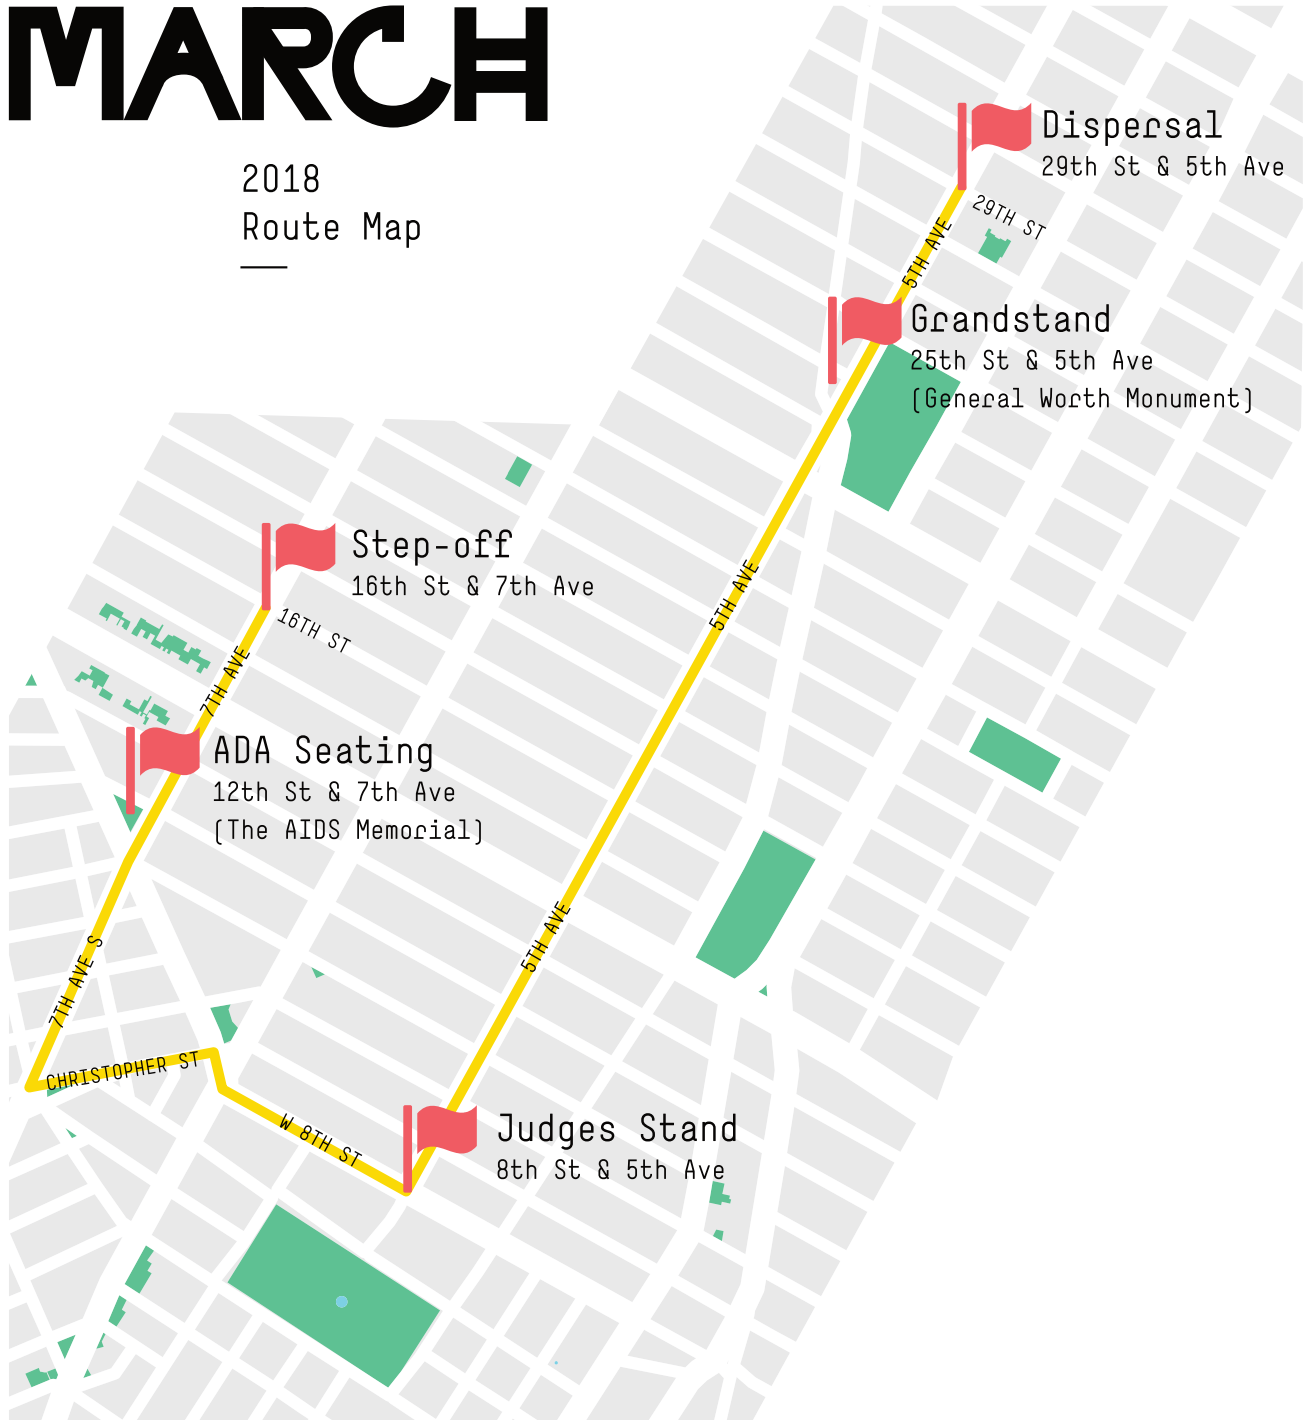 MARCH
2018
Route Map
Dispersal
29th St & 5th Ave
29TH ST
5TH AVE
Grandstand
25th St & 5th Ave
(General Worth Monument)
Step-off
16th St & 7th Ave
16TH ST
5TH AVE
7TH AVE
ADA Seating
12th St & 7th Ave
(The AIDS Memorial)
5TH AVE
7TH AVE S
CHRISTOPHER ST
W 8TH ST
Judges Stand
8th St & 5th Ave